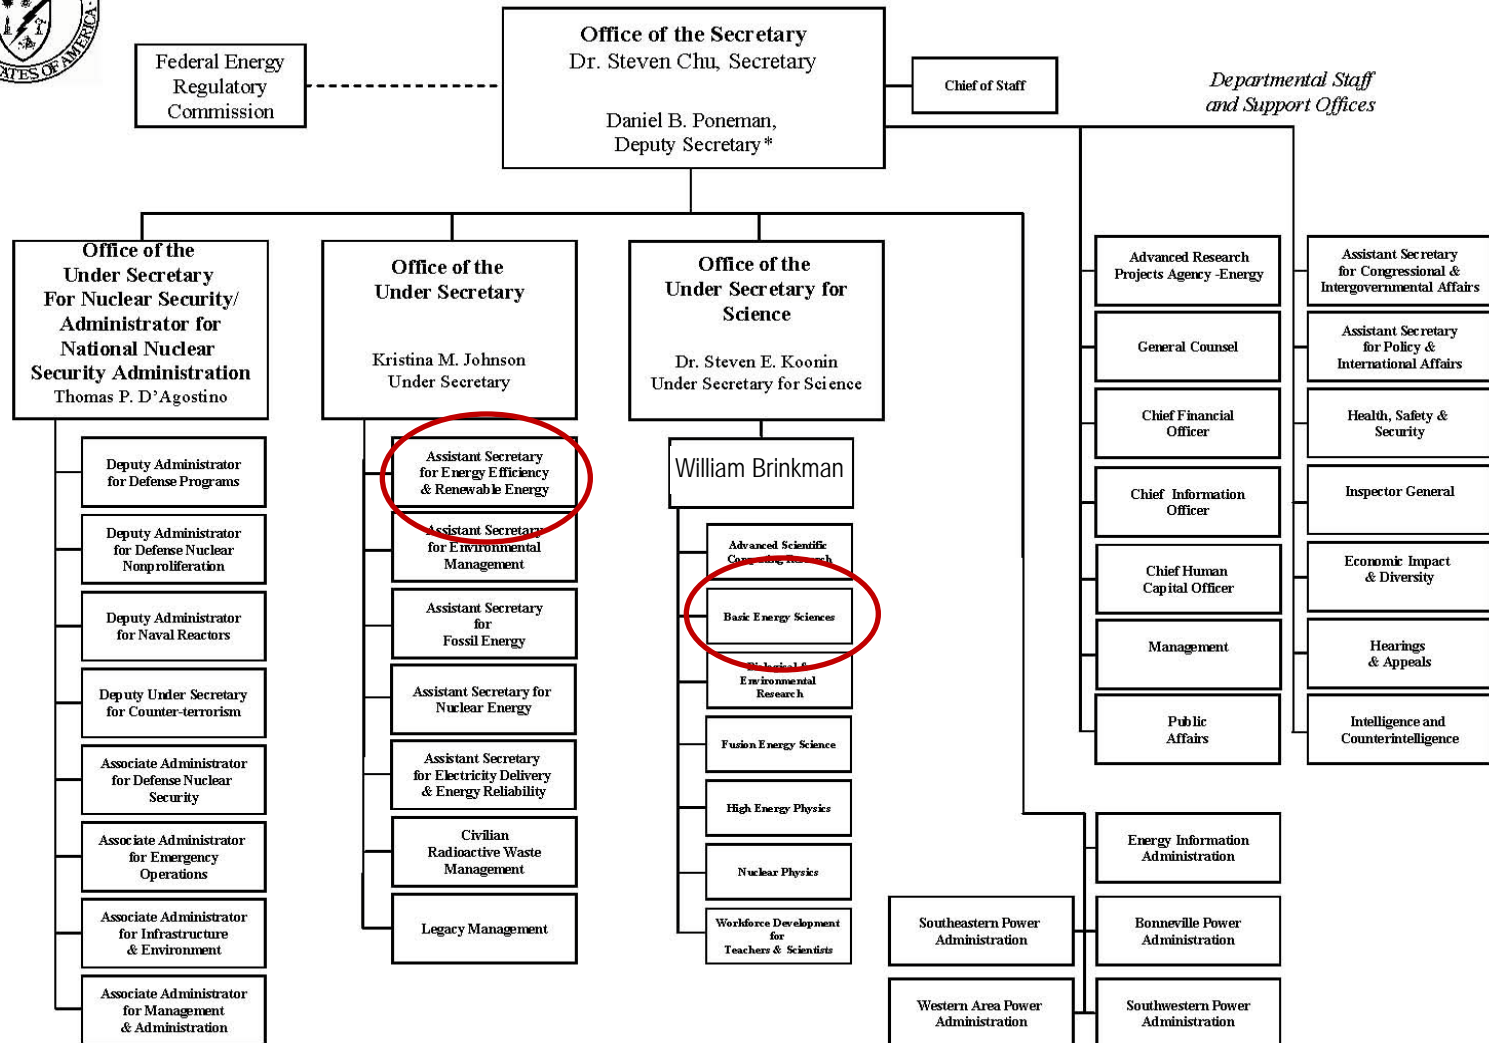 TATES OF AMERICA
Federal Energy
Regulatory
Commission
Office of the Secretary
Dr. Steven Chu, Secretary
Daniel B. Poneman,
Deputy Secretary*
Chief of Staff
Departmental Staff
and Support Offices
Office of the
Under Secretary
For Nuclear Security/
Administrator for
National Nuclear
Security Administration
Thomas P. D'Agostino
Deputy Administrator
for Defense Programs
Deputy Administrator
for Defense Nuclear
Nonproliferation
Deputy Administrator
for Naval Reactors
Deputy Under Secretary
for Counter-terrorism
Associate Administrator
for Defense Nuclear
Security
Associate Administrator
for Emergency
Operations
Associate Administrator
for Infrastructure
& Environment
Associate Administrator
for Management
& Administration
Office of the
Under Secretary
Kristina M. Johnson
Under Secretary
Assistant Secretary
for Energy Efficiency
& Renewable Energy
Assistant Secretary
for Environmental
Management
Assistant Secretary
for
Fossil Energy
Assistant Secretary for
Nuclear Energy
Assistant Secretary
for Electricity Delivery
& Energy Reliability
Civilian
Radioactive Waste
Management
Legacy Management
Office of the
Under Secretary for
Science
Dr. Steven E. Koonin
Under Secretary for Science
William Brinkman
Advanced Scientific
Computing Research
Basic Energy Sciences
Biological &
Environmental
Research
Fusion Energy Science
High Energy Physics
Nuclear Physics
Workforce Development
for
Teachers & Scientists
Advanced Research
Projects Agency -Energy
General Counsel
Chief Financial
Officer
Chief Information
Officer
Chief Human
Capital Officer
Management
Public
Affairs
Assistant Secretary
for Congressional &
Intergovernmental Affairs
Assistant Secretary
for Policy &
International Affairs
Health, Safety &
Security
Inspector General
Economic Impact
& Diversity
Hearings
& Appeals
Intelligence and
Counterintelligence
Energy Information
Administration
Southeastern Power
Administration
Bonneville Power
Administration
Western Area Power
Administration
Southwestern Power
Administration